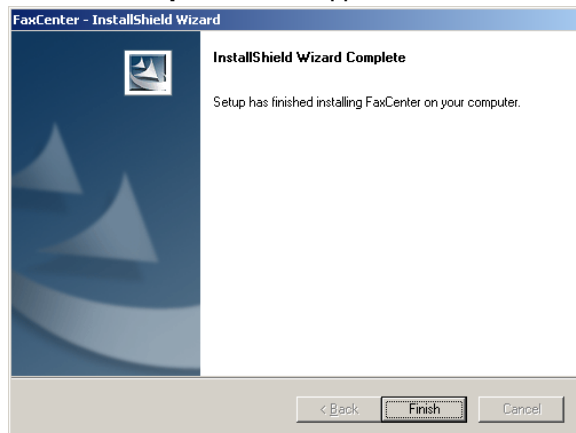 FaxCenter - InstallShield Wizard
InstallShield Wizard Complete
Setup has finished installing FaxCenter on your computer.
< Back
Finish
Cancel